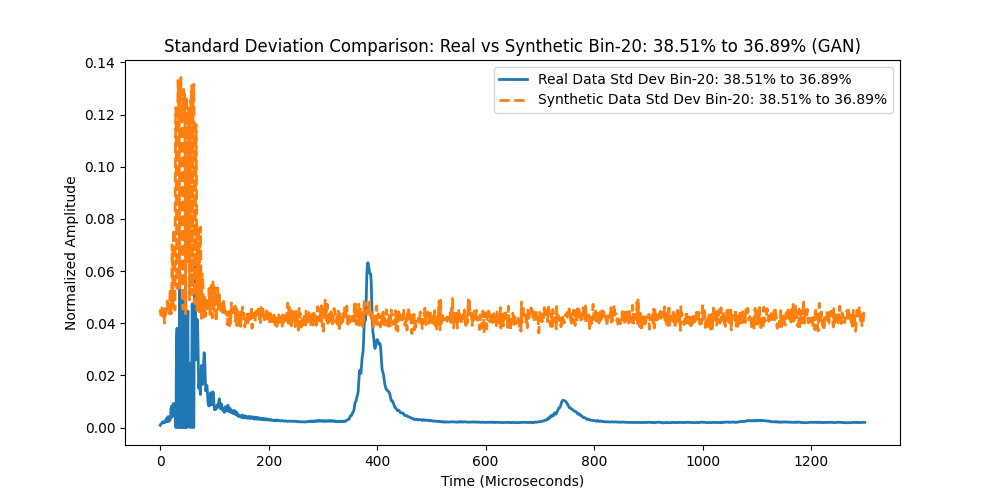 Standard Deviation Comparison: Real vs Synthetic Bin-20: 38.51% to 36.89% (GAN)
Real Data Std Dev Bin-20: 38.51% to 36.89%
Synthetic Data Std Dev Bin-20: 38.51% to 36.89%
Normalized Amplitude
0.14
0.12
0.10
0.08
0.06
0.04
0.02
0.00
0 200 400 600 800 1000 1200
Time (Microseconds)